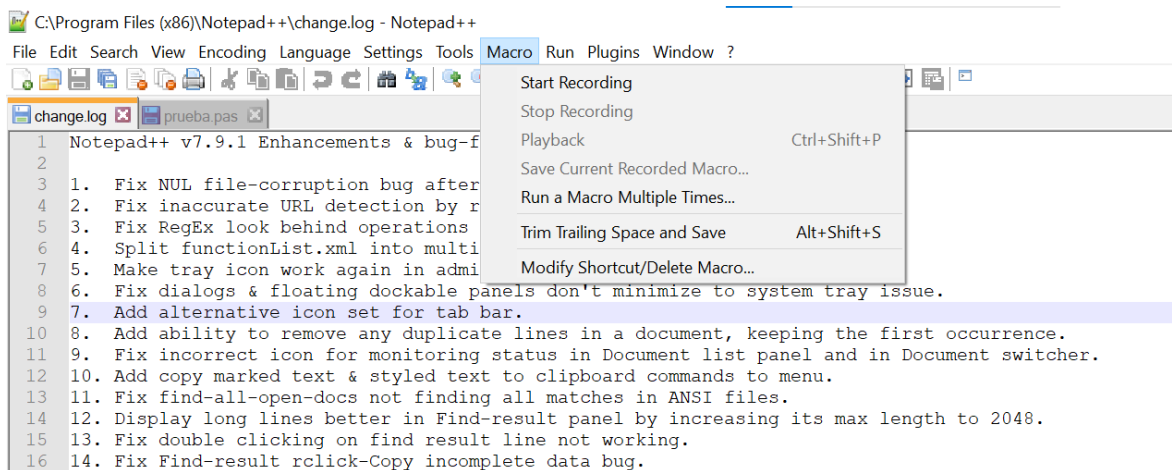 C:\Program Files (x86)\Notepad++\change.log - Notepad++
File Edit Search View Encoding Language Settings Tools Macro Run Plugins Window ?
Start Recording
Stop Recording
Playback Ctrl+Shift+P
Save Current Recorded Macro...
Run a Macro Multiple Times...
Trim Trailing Space and Save Alt+Shift+S
Modify Shortcut/Delete Macro...
change.log prueba.pas
1 Notepad++ v7.9.1 Enhancements & bug-f
2
3 1. Fix NUL file-corruption bug after
4 2. Fix inaccurate URL detection by r
5 3. Fix RegEx look behind operations
6 4. Split functionList.xml into multi
7 5. Make tray icon work again in admi
8 6. Fix dialogs & floating dockable panels don't minimize to system tray issue.
9 7. Add alternative icon set for tab bar.
10 8. Add ability to remove any duplicate lines in a document, keeping the first occurrence.
11 9. Fix incorrect icon for monitoring status in Document list panel and in Document switcher.
12 10. Add copy marked text & styled text to clipboard commands to menu.
13 11. Fix find-all-open-docs not finding all matches in ANSI files.
14 12. Display long lines better in Find-result panel by increasing its max length to 2048.
15 13. Fix double clicking on find result line not working.
16 14. Fix Find-result rclick-Copy incomplete data bug.